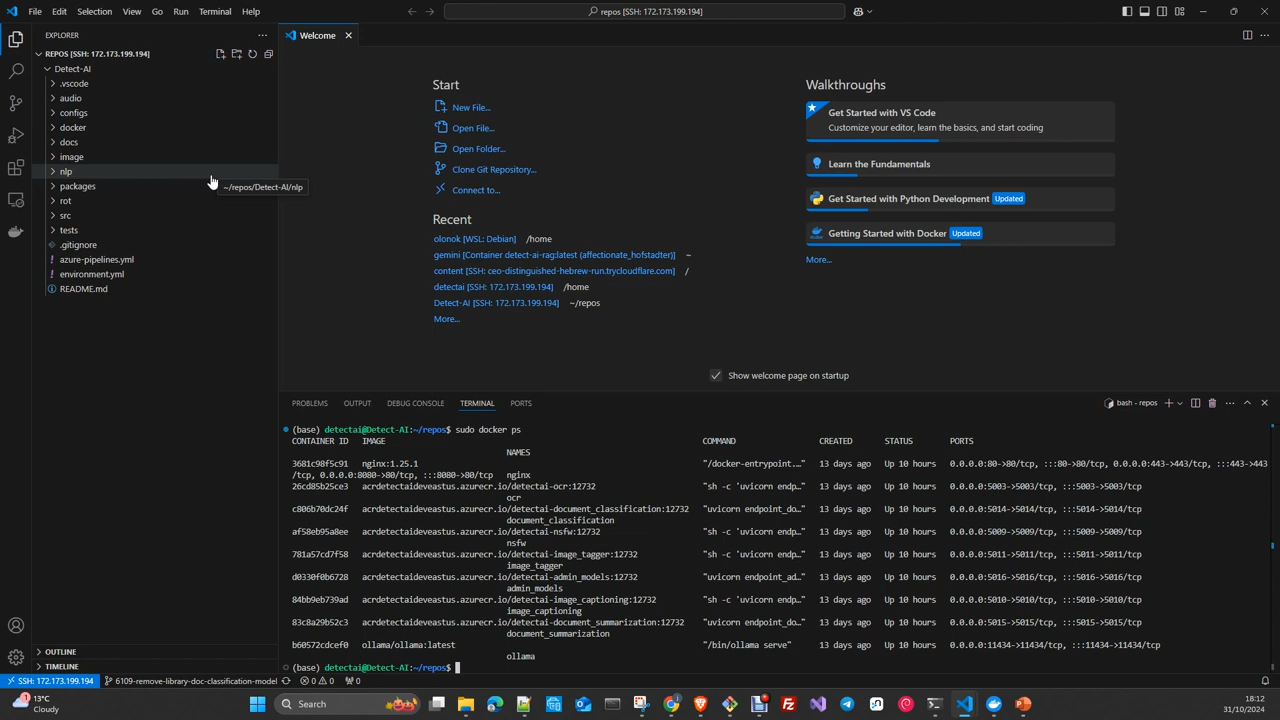 File Edit Selection View Go Run Terminal Help
repos [SSH: 172.173.199.194]
EXPLORER
REPOS [SSH: 172.173.199.194]
Detect-AI
.vscode
audio
configs
docker
docs
image
nlp
~/repos/Detect-AI/nlp
packages
rot
src
tests
.gitignore
azure-pipelines.yml
environment.yml
README.md
OUTLINE
TIMELINE
Welcome
Start
New File...
Open File...
Open Folder...
Clone Git Repository...
Connect to...
Recent
olonok [WSL: Debian] /home
gemini [Container detect-ai-rag:latest (affectionate_hofstadter)] ~
content [SSH: ceo-distinguished-hebrew-run.trycloudflare.com] /
detectai [SSH: 172.173.199.194] /home
Detect-AI [SSH: 172.173.199.194] ~/repos
More...
Walkthroughs
Get Started with VS Code
Customize your editor, learn the basics, and start coding
Learn the Fundamentals
Get Started with Python Development Updated
Getting Started with Docker Updated
More...
Show welcome page on startup
PROBLEMS OUTPUT DEBUG CONSOLE TERMINAL PORTS
bash - repos
(base) detectai@Detect-AI:~/repos$ sudo docker ps
CONTAINER ID IMAGE COMMAND CREATED STATUS PORTS
NAMES
3681c98f5c91 nginx:1.25.1 "/docker-entrypoint.…" 13 days ago Up 10 hours 0.0.0.0:80->80/tcp, :::80->80/tcp, 0.0.0.0:443->443/tcp, :::443->443
/tcp, 0.0.0.0:8080->80/tcp, :::8080->80/tcp nginx
26cd85b25ce3 acrdetectaideveastus.azurecr.io/detectai-ocr:12732 "sh -c 'uvicorn endp…" 13 days ago Up 10 hours 0.0.0.0:5003->5003/tcp, :::5003->5003/tcp
ocr
c806b70dc24f acrdetectaideveastus.azurecr.io/detectai-document_classification:12732 "uvicorn endpoint_do…" 13 days ago Up 10 hours 0.0.0.0:5014->5014/tcp, :::5014->5014/tcp
document_classification
af58eb95a8ee acrdetectaideveastus.azurecr.io/detectai-nsfw:12732 "sh -c 'uvicorn endp…" 13 days ago Up 10 hours 0.0.0.0:5009->5009/tcp, :::5009->5009/tcp
nsfw
781a57cd7f58 acrdetectaideveastus.azurecr.io/detectai-image_tagger:12732 "sh -c 'uvicorn endp…" 13 days ago Up 10 hours 0.0.0.0:5011->5011/tcp, :::5011->5011/tcp
image_tagger
d0330f0b6728 acrdetectaideveastus.azurecr.io/detectai-admin_models:12732 "uvicorn endpoint_ad…" 13 days ago Up 10 hours 0.0.0.0:5016->5016/tcp, :::5016->5016/tcp
admin_models
84bb9eb739ad acrdetectaideveastus.azurecr.io/detectai-image_captioning:12732 "sh -c 'uvicorn endp…" 13 days ago Up 10 hours 0.0.0.0:5010->5010/tcp, :::5010->5010/tcp
image_captioning
83c8a29b52c3 acrdetectaideveastus.azurecr.io/detectai-document_summarization:12732 "uvicorn endpoint_do…" 13 days ago Up 10 hours 0.0.0.0:5015->5015/tcp, :::5015->5015/tcp
document_summarization
b60572cdcef0 ollama/ollama:latest "/bin/ollama serve" 13 days ago Up 10 hours 0.0.0.0:11434->11434/tcp, :::11434->11434/tcp
ollama
(base) detectai@Detect-AI:~/repos$
SSH: 172.173.199.194 6109-remove-library-doc-classification-model 0 0 0
13°C
Cloudy
Search
18:12
31/10/2024